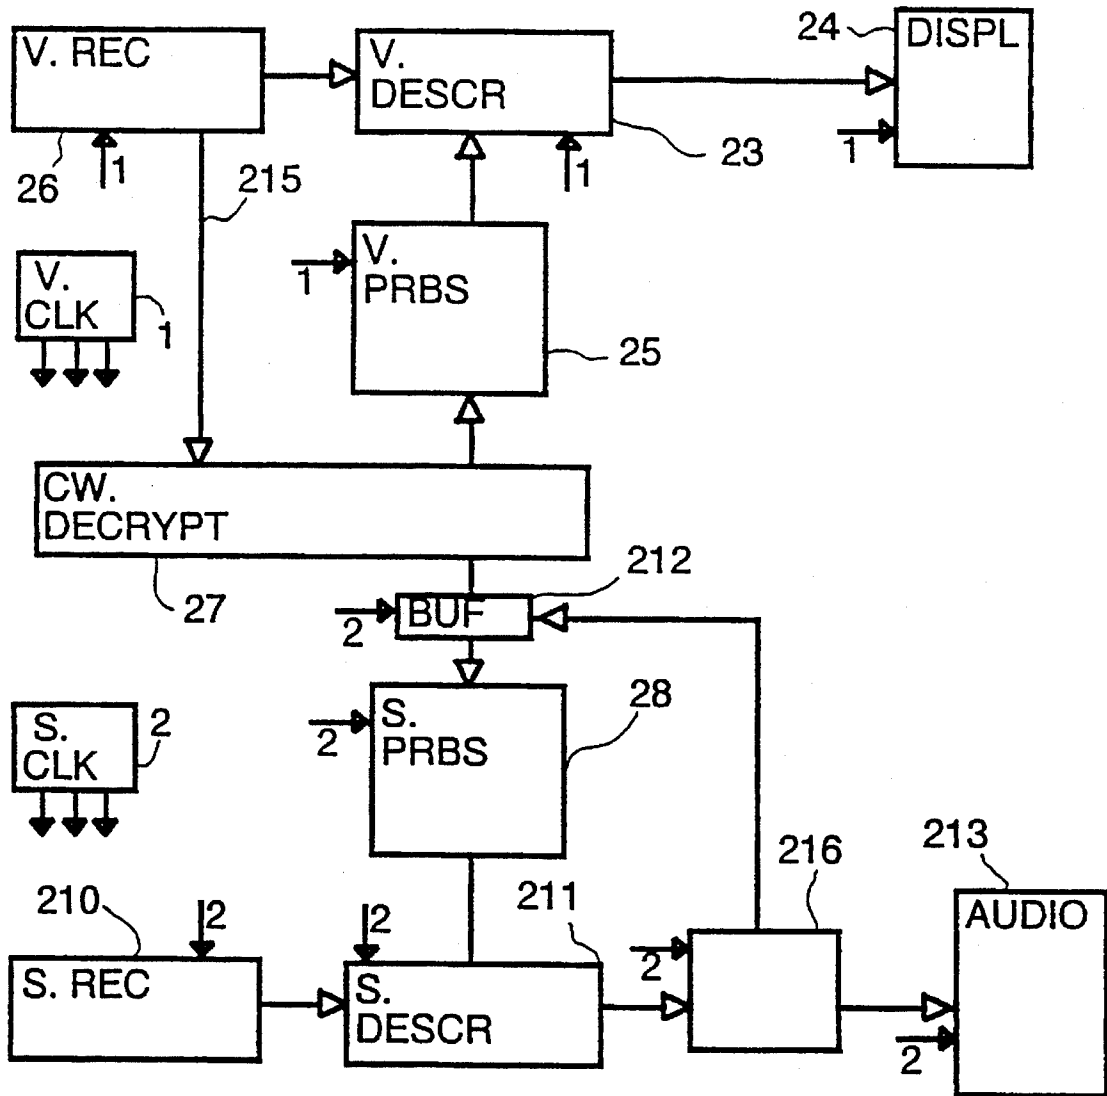 V. REC
V.
DESCR
24
DISPL
26
1
215
1
23
1
V.
CLK
1
1
V.
PRBS
25
CW.
DECRYPT
27
212
2
BUF
S.
CLK
2
2
S.
PRBS
28
210
2
2
211
216
213
S. REC
S.
DESCR
2
AUDIO
2